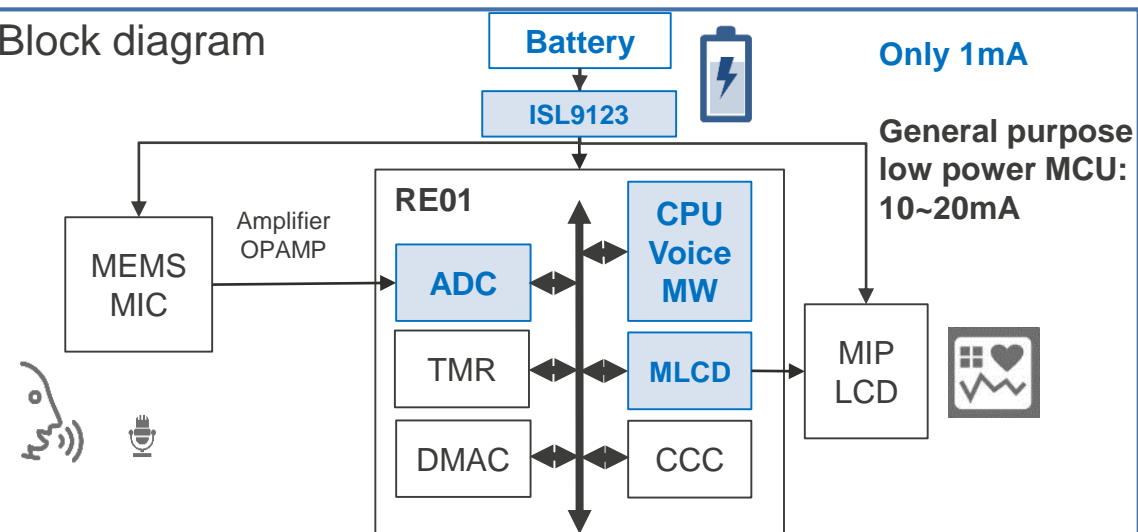 Block diagram
Battery
Only 1mA
ISL9123
General purpose
low power MCU:
10~20mA
RE01
Amplifier
OPAMP
CPU
Voice
MW
MEMS
MIC
ADC
TMR
MLCD
MIP
LCD
DMAC
CCC